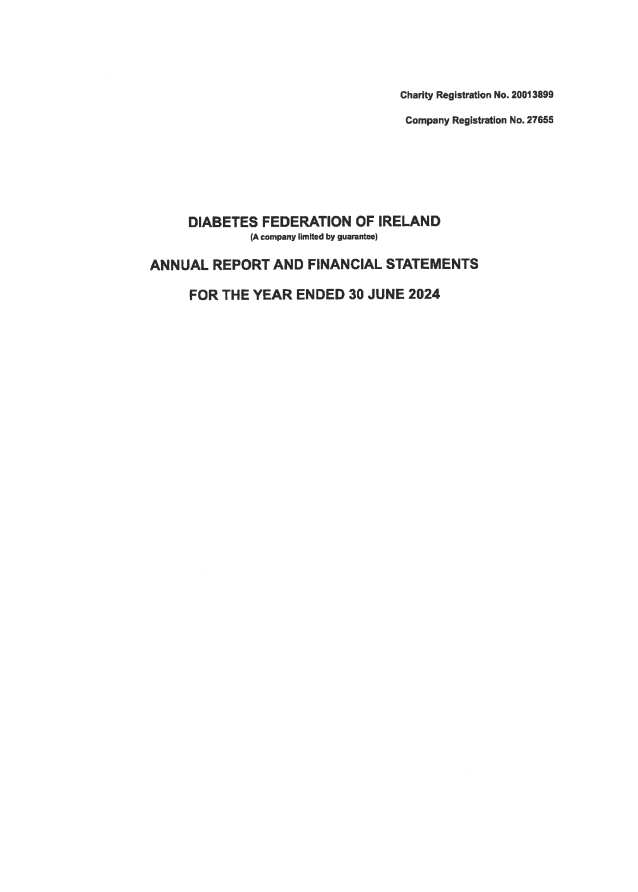 Charity Registration No. 20013899
Company Registration No. 27655
DIABETES FEDERATION OF IRELAND
(A company limited by guarantee)
ANNUAL REPORT AND FINANCIAL STATEMENTS
FOR THE YEAR ENDED 30 JUNE 2024